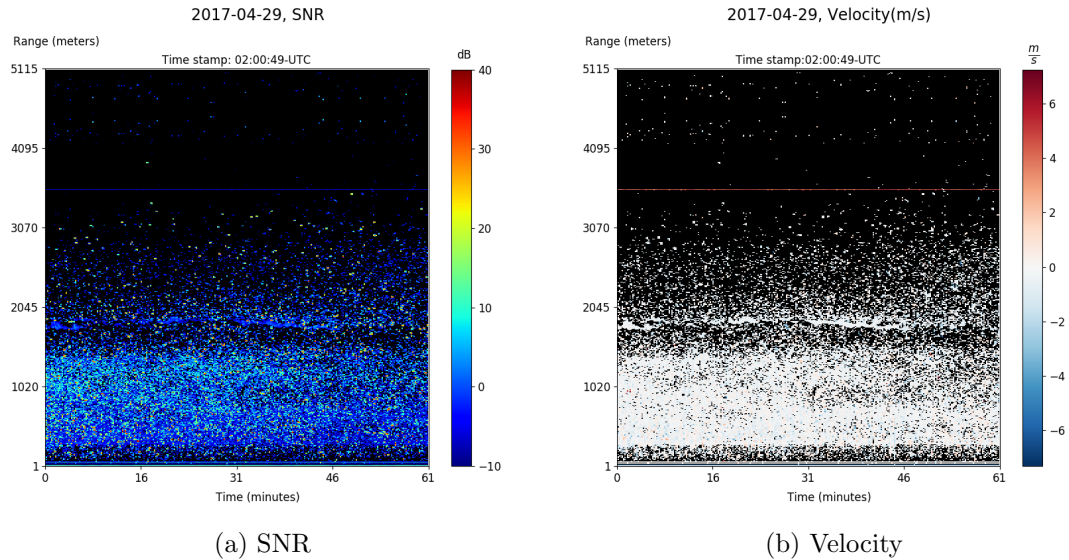 2017-04-29, SNR
Range (meters)
dB
Time stamp: 02:00:49-UTC
5115
4095
3070
2045
1020
1
0
16
31
46
61
Time (minutes)
40
30
20
10
0
−10
(a) SNR
2017-04-29, Velocity(m/s)
Range (meters)
m
s
Time stamp: 02:00:49-UTC
5115
4095
3070
2045
1020
1
0
16
31
46
61
Time (minutes)
6
4
2
0
−2
−4
−6
(b) Velocity